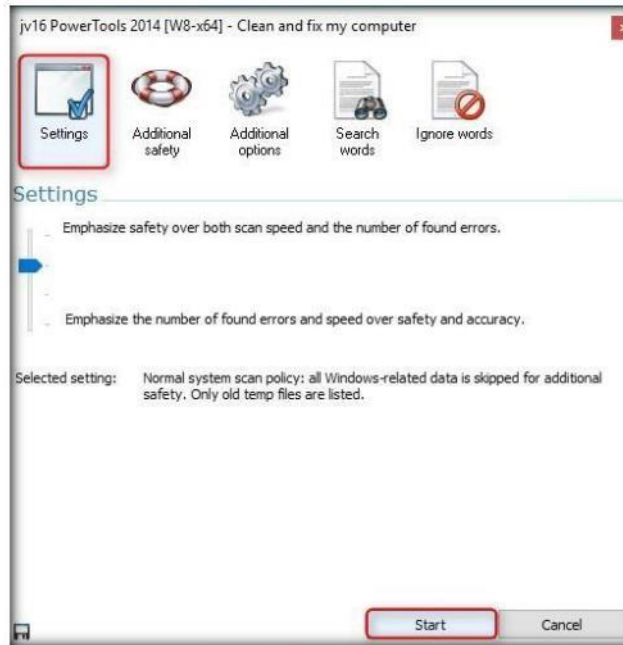 jv16 PowerTools 2014 [W8-x64] - Clean and fix my computer
Settings
Additional
safety
Additional
options
Search
words
Ignore words
Settings
Emphasize safety over both scan speed and the number of found errors.
Emphasize the number of found errors and speed over safety and accuracy.
Selected setting: Normal system scan policy: all Windows-related data is skipped for additional
safety. Only old temp files are listed.
Start Cancel